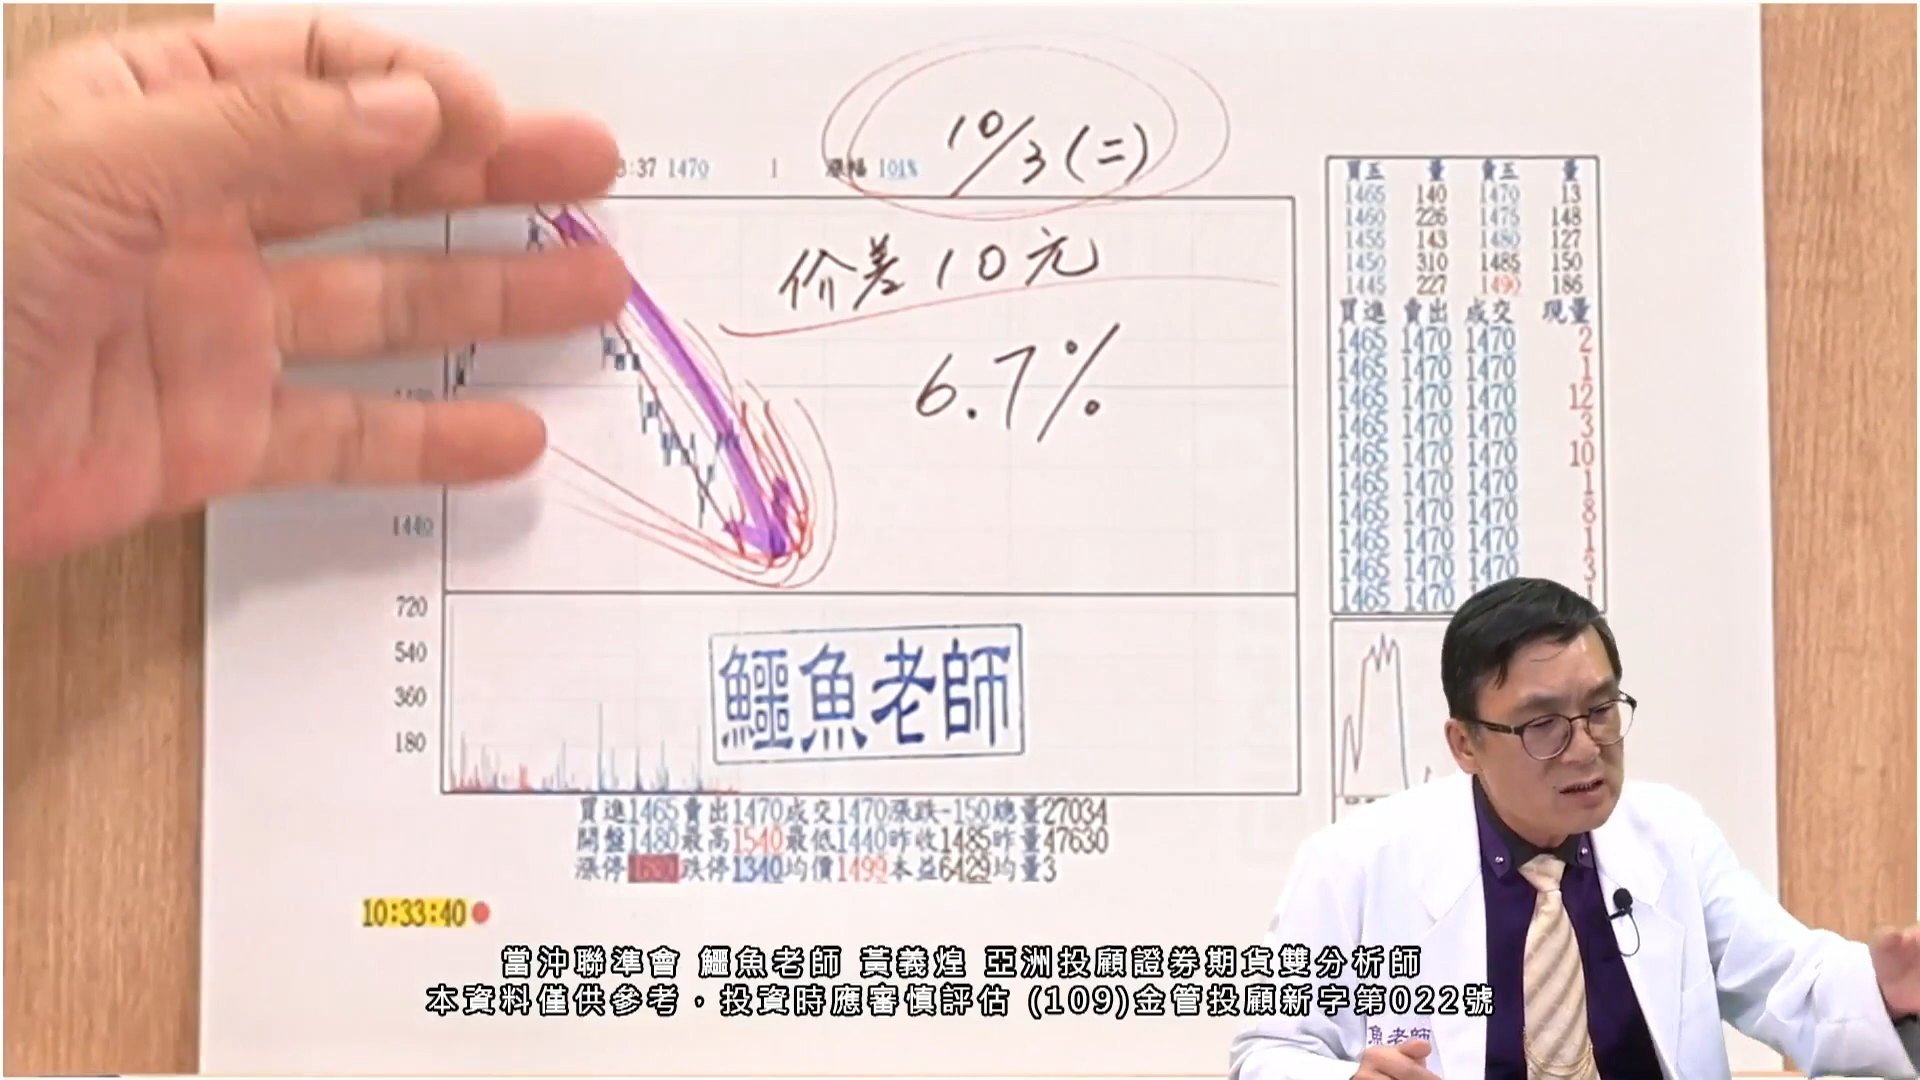 10/3(二)
3:37 1470 1 漲幅 101%
价差10元
6.7%
1440
720
540
360
180
鱷魚老師
買五 量 賣五 量
1465 140 1470 13
1460 226 1475 148
1455 143 1480 127
1450 310 1485 150
1445 227 1490 186
買進 賣出 成交 現量
1465 1470 1470 2
1465 1470 1470 1
1465 1470 1470 12
1465 1470 1470 3
1465 1470 1470 10
1465 1470 1470 1
1465 1470 1470 8
1465 1470 1470 1
1465 1470 1470 3
1465 1470
買進1465賣出1470成交1470漲跌-150總量27034
開盤1480最高1540最低1440昨收1485昨量47630
漲停1630跌停1340均價1499本益6429均量3
10:33:40
當沖聯準會 鱷魚老師 黃義煌 亞洲投顧證券期貨雙分析師
本資料僅供參考，投資時應審慎評估 (109)金管投顧新字第022號
魚老師